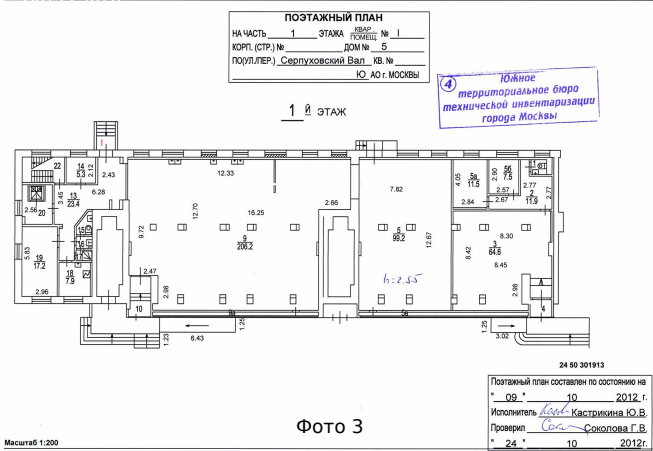 ПОЭТАЖНЫЙ ПЛАН
НА ЧАСТЬ 1 ЭТАЖА КВАР. ПОМЕЩ. № I
КОРП. (СТР.) № ДОМ № 5
ПО(УЛ./ПЕР.) Серпуховский Вал КВ. №
Ю АО г. МОСКВЫ
4
Южное
территориальное бюро
технической инвентаризации
города Москвы
1 й ЭТАЖ
22
14
5.3
2.12
2.43
12.33
7.82
4.05
5а
11.5
2.90
5б
7.5
2.57
2.77
2
11.9
2.84
2.67
2.77
3.45
13
23.4
6.28
2.56
20
12.70
16.25
2.66
9.72
9
206.2
5
99.2
12.67
8.30
3
64.6
8.42
8.45
15
16
17
5.83
19
17.2
18
7.9
2.96
2.47
2.98
h=2.55
2.98
10
9а
5а
4
1.23
6.43
1.25
1.25
3.02
24 50 301913
Поэтажный план составлен по состоянию на
" 09 " 10 2012 г.
Исполнитель Кастрикина Ю.В.
Проверил Соколова Г.В.
" 24 " 10 2012г.
Фото 3
Масштаб 1:200